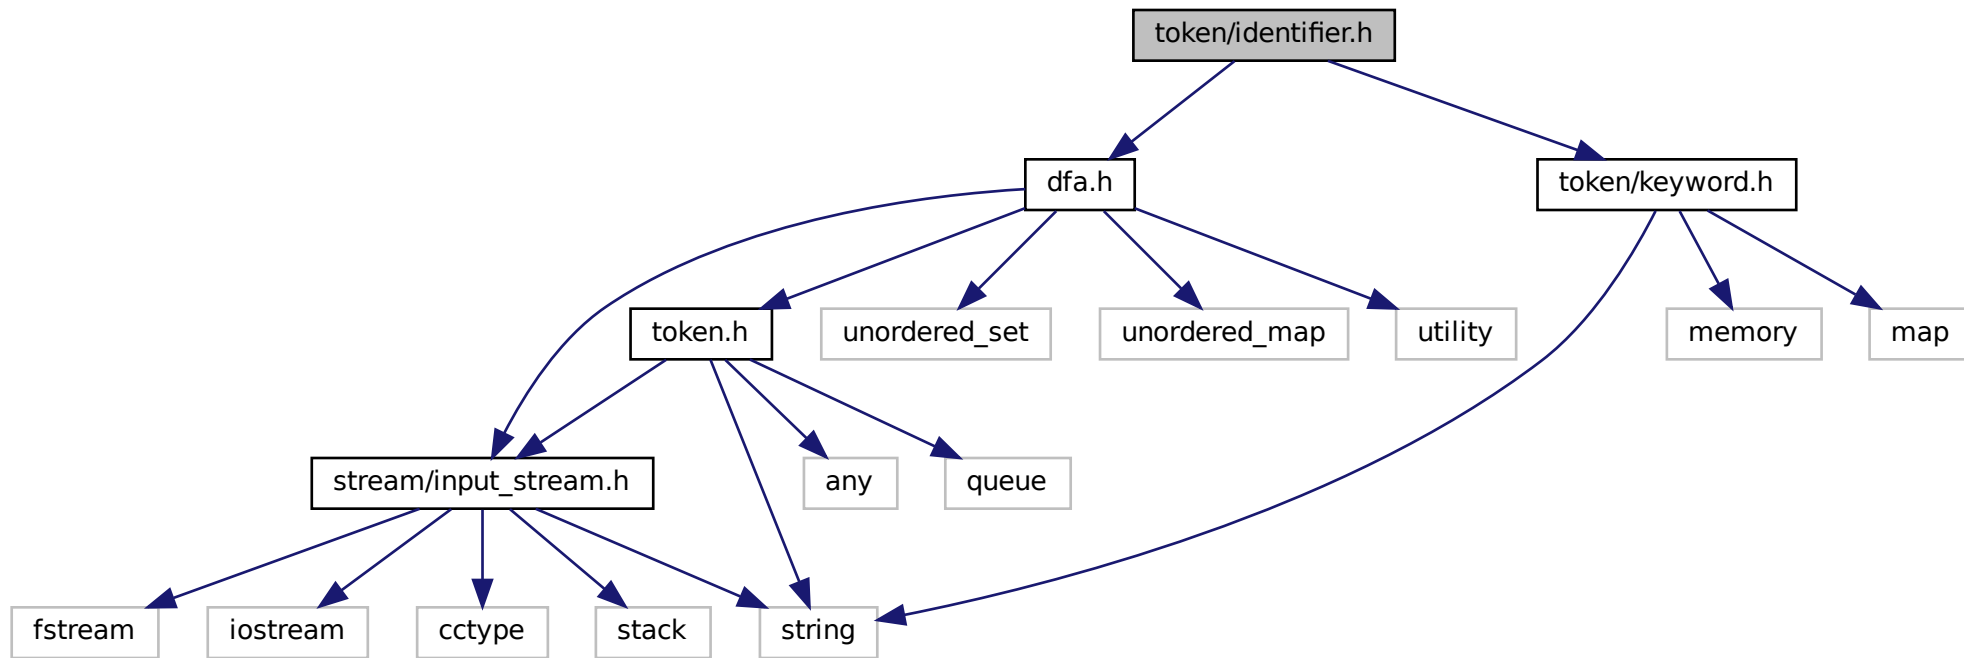 token/identifier.h
dfa.h
token/keyword.h
token.h
unordered_set
unordered_map
utility
memory
map
stream/input_stream.h
any
queue
fstream
iostream
cctype
stack
string